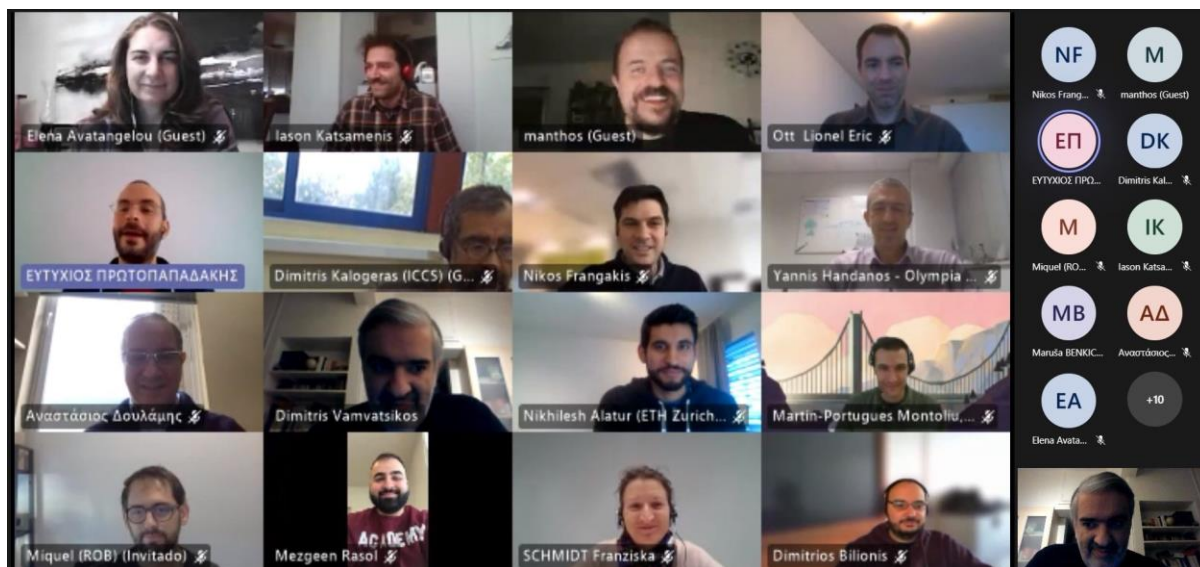 Elena Avatangelou (Guest)
Iason Katsamenis
manthos (Guest)
Ott Lionel Eric
ΕΥΤΥΧΙΟΣ ΠΡΩΤΟΠΑΠΑΔΑΚΗΣ
Dimitris Kalogeras (ICCS) (G...
Nikos Frangakis
Yannis Handanos - Olympia ...
Αναστάσιος Δουλάμης
Dimitris Vamvatsikos
Nikhilesh Alatur (ETH Zurich...
Martín-Portugues Montoliu,...
Miquel (ROB) (Invitado)
ACADEMY
Mezgeen Rasol
SCHMIDT Franziska
Dimitrios Bilionis
NF
M
Nikos Frang...
manthos (Guest)
ΕΠ
DK
ΕΥΤΥΧΙΟΣ ΠΡΩ...
Dimitris Kal...
M
IK
Miquel (RO...
Iason Katsa...
MB
ΑΔ
Maruša BENKIC...
Αναστάσιος...
EA
+10
Elena Avata...